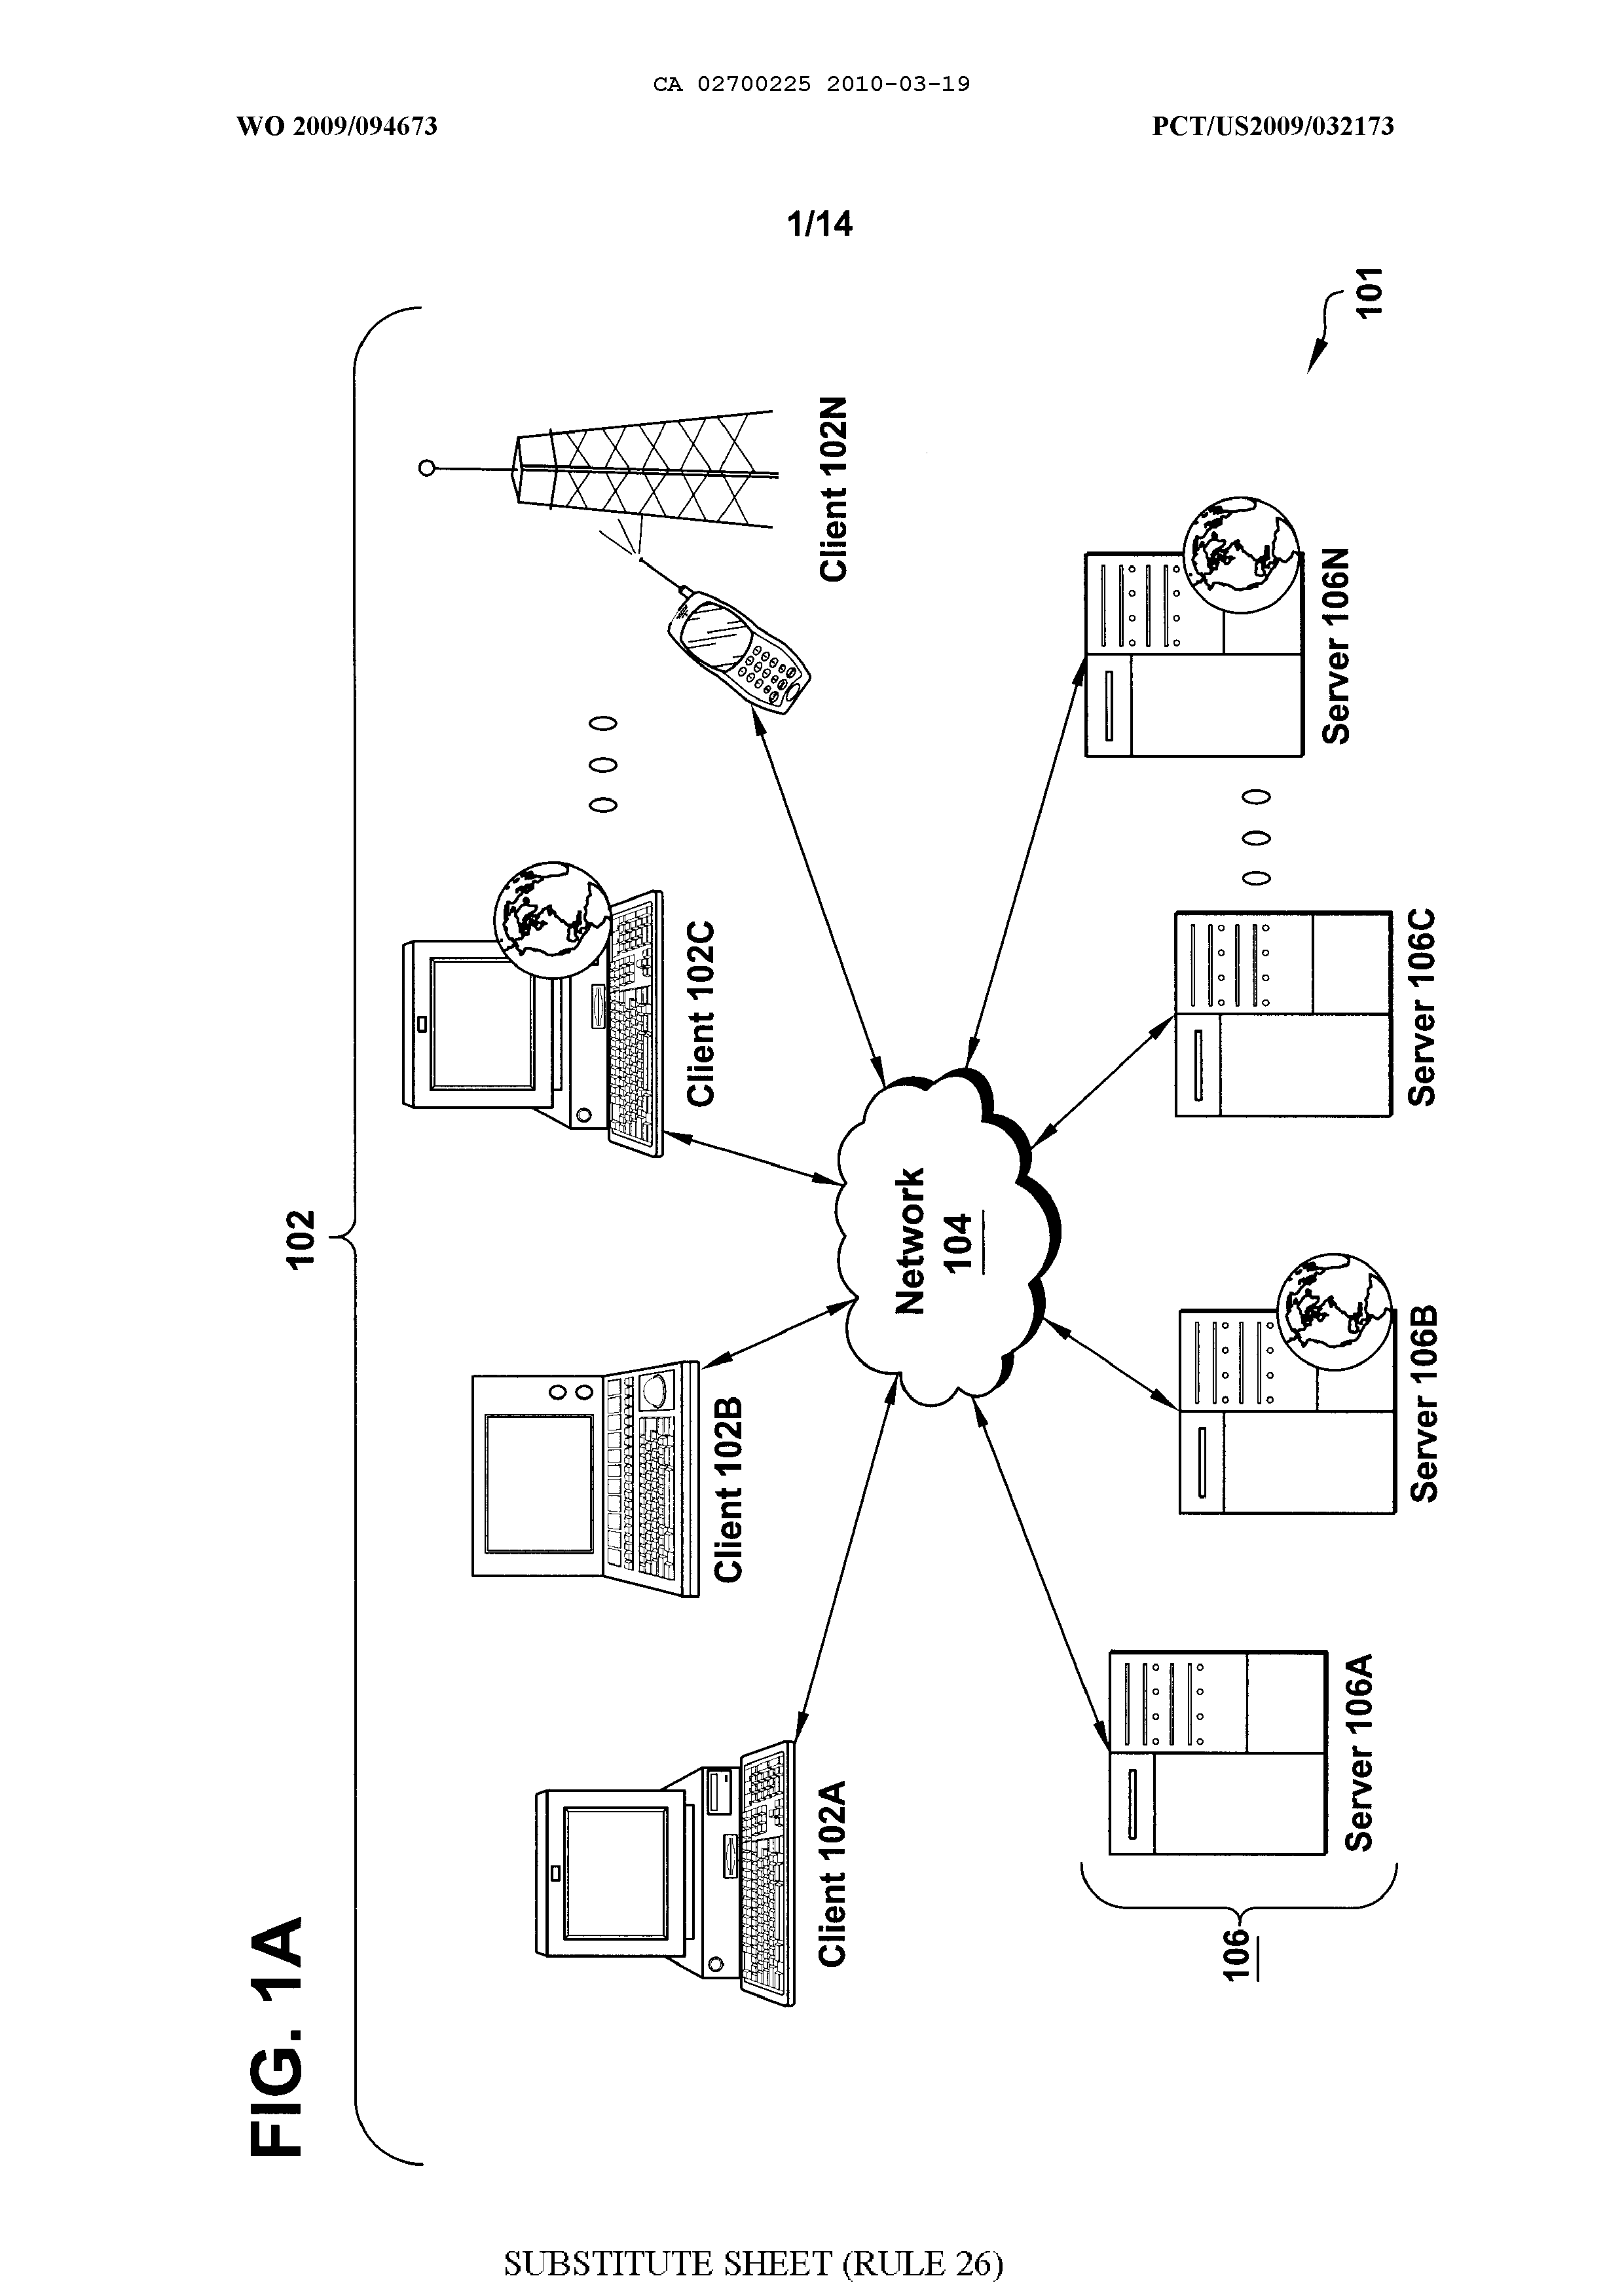 CA 02700225 2010-03-19
WO 2009/094673
PCT/US2009/032173
1/14
FIG. 1A
102
101
Client 102A
Client 102B
Client 102C
Client 102N
Network
104
Server 106A
Server 106B
Server 106C
Server 106N
106
SUBSTITUTE SHEET (RULE 26)